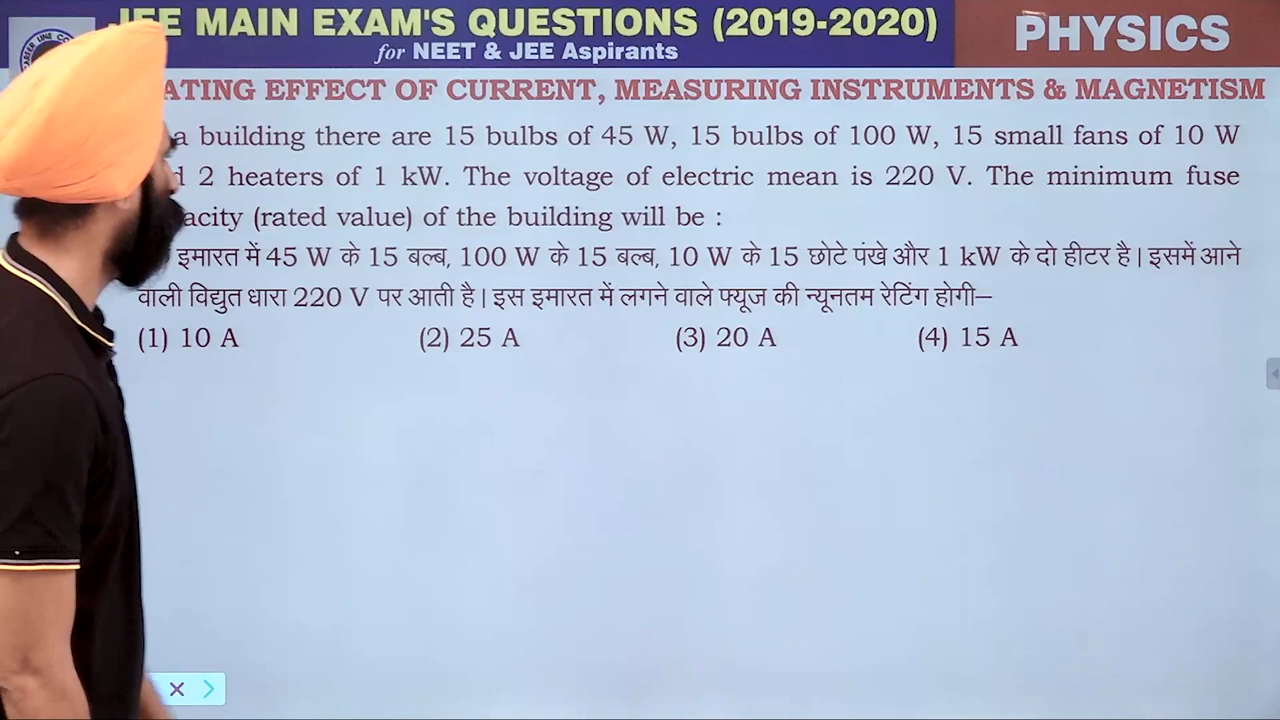 JEE MAIN EXAM'S QUESTIONS (2019-2020)
for NEET & JEE Aspirants
PHYSICS
ATING EFFECT OF CURRENT, MEASURING INSTRUMENTS & MAGNETISM
a building there are 15 bulbs of 45 W, 15 bulbs of 100 W, 15 small fans of 10 W
2 heaters of 1 kW. The voltage of electric mean is 220 V. The minimum fuse
acity (rated value) of the building will be :
इमारत में 45 W के 15 बल्ब, 100 W के 15 बल्ब, 10 W के 15 छोटे पंखे और 1 kW के दो हीटर है। इसमें आने
वाली विद्युत धारा 220 V पर आती है। इस इमारत में लगने वाले फ्यूज की न्यूनतम रेटिंग होगी–
(1) 10 A (2) 25 A (3) 20 A (4) 15 A